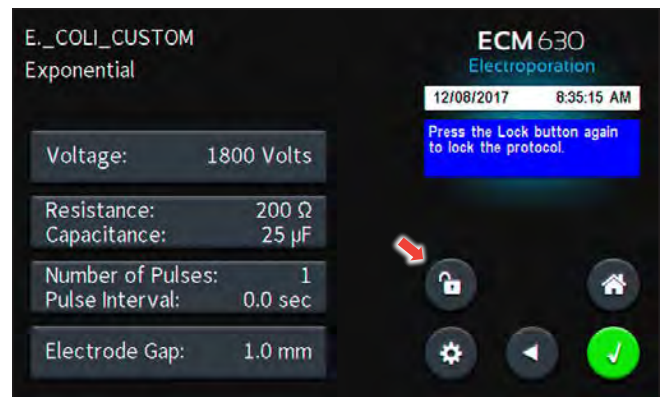 E._COLI_CUSTOM
Exponential
ECM 630
Electroporation
12/08/2017 8:35:15 AM
Press the Lock button again
to lock the protocol.
Voltage: 1800 Volts
Resistance: 200 Ω
Capacitance: 25 µF
Number of Pulses: 1
Pulse Interval: 0.0 sec
Electrode Gap: 1.0 mm